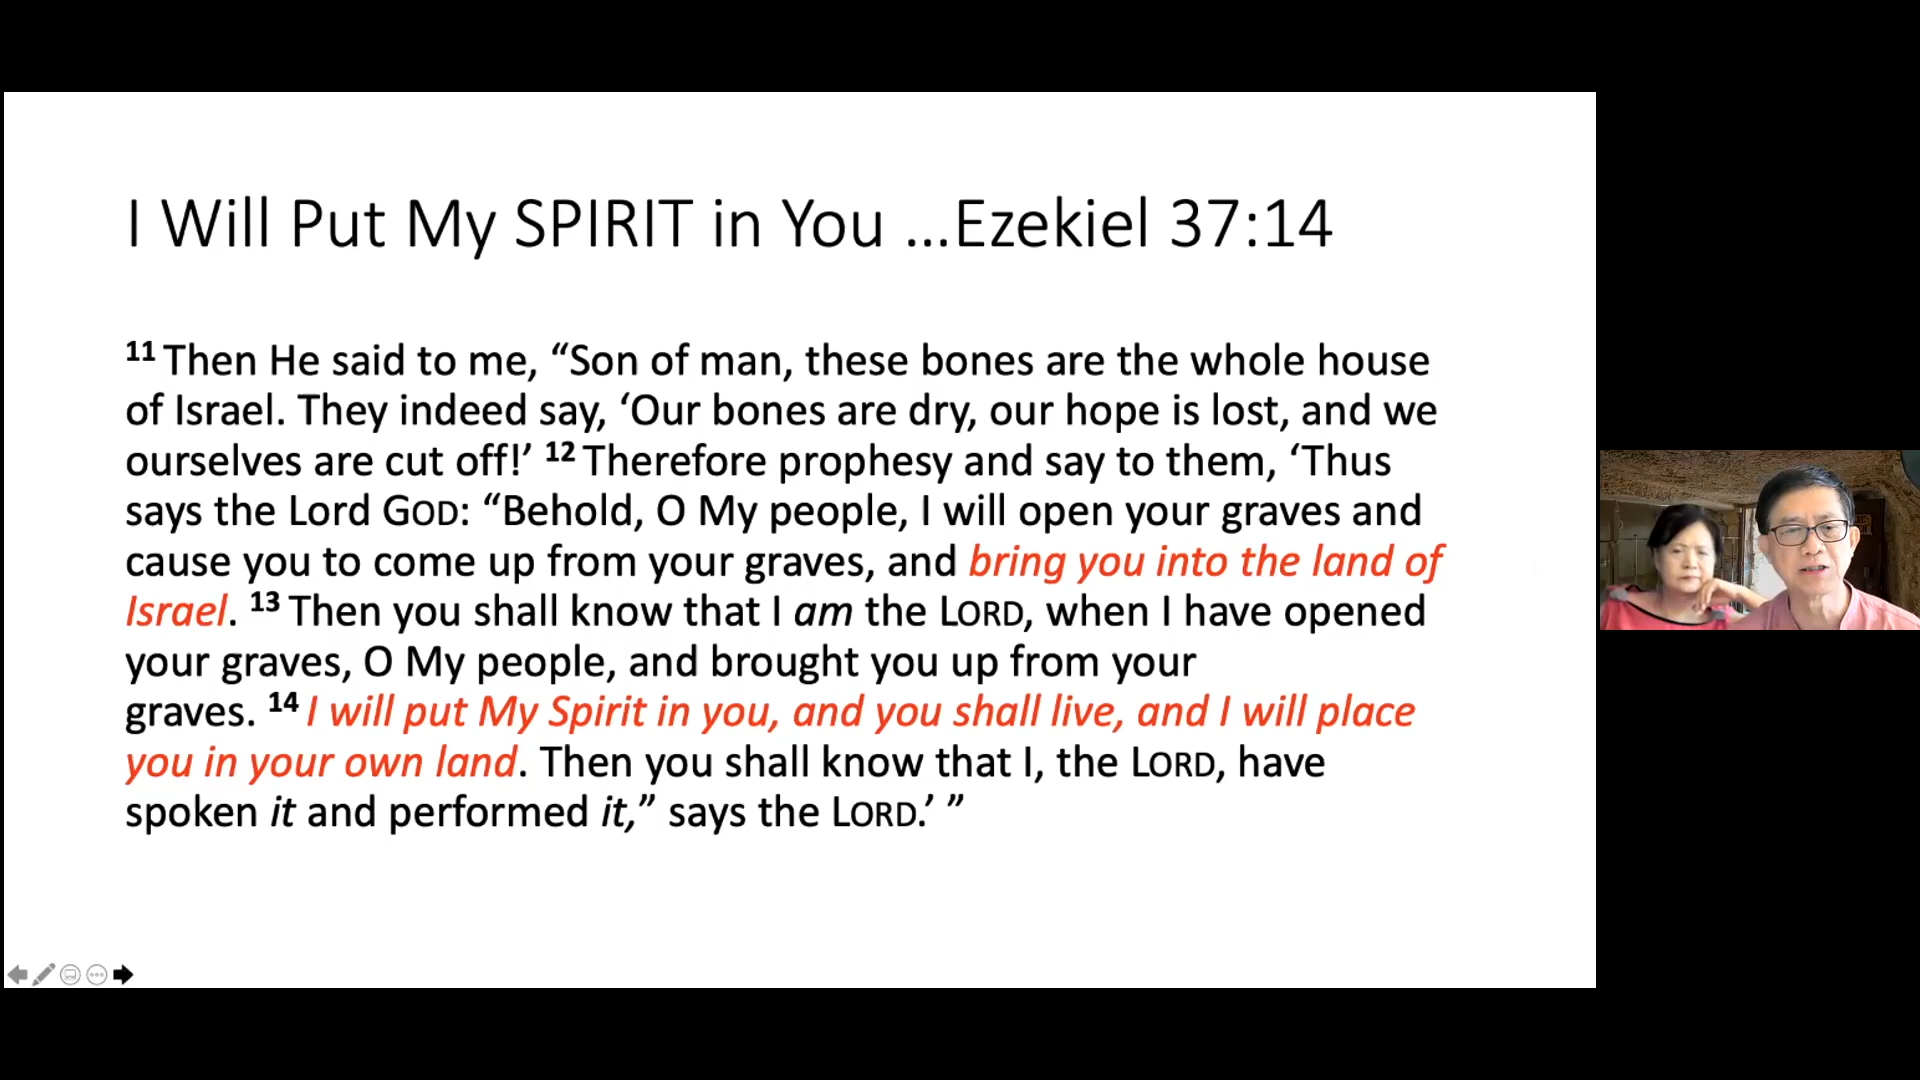 I Will Put My SPIRIT in You ...Ezekiel 37:14
11 Then He said to me, “Son of man, these bones are the whole house
of Israel. They indeed say, ‘Our bones are dry, our hope is lost, and we
ourselves are cut off!’ 12 Therefore prophesy and say to them, ‘Thus
says the Lord GOD: “Behold, O My people, I will open your graves and
cause you to come up from your graves, and bring you into the land of
Israel. 13 Then you shall know that I am the LORD, when I have opened
your graves, O My people, and brought you up from your
graves. 14 I will put My Spirit in you, and you shall live, and I will place
you in your own land. Then you shall know that I, the LORD, have
spoken it and performed it,” says the LORD.’ ”